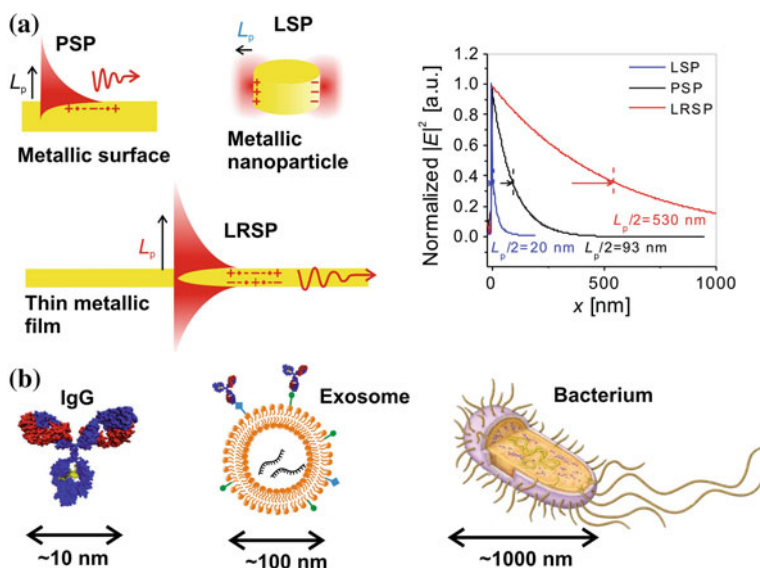 (a)
PSP
Lp
+ - — - + +
Metallic surface
LSP
Lp
+ -
+ -
+ -
Metallic
nanoparticle
Lp
LRSP
Thin metallic
film
Normalized |E|² [a.u.]
1.2
1.0
0.8
0.6
0.4
0.2
0.0
LSP
PSP
LRSP
Lp/2=530 nm
Lp/2=20 nm
Lp/2=93 nm
0
500
1000
x [nm]
(b)
IgG
Exosome
Bacterium
~10 nm
~100 nm
~1000 nm